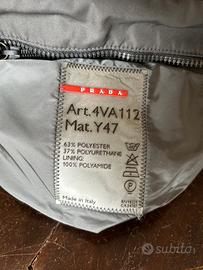 PRADA
Art.4VA112
Mat.Y47
63% POLYESTER
37% POLYURETHANE
LINING:
100% POLYAMIDE
Made in Italy
subito